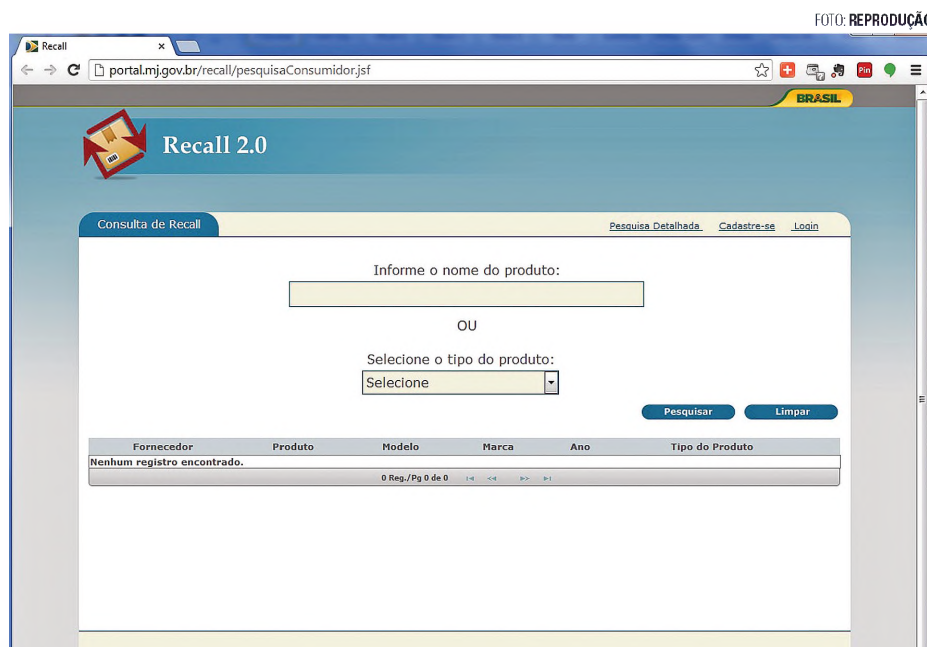 FOTO: REPRODUÇÃO
Recall
portal.mj.gov.br/recall/pesquisaConsumidor.jsf
Pin
BRASIL
Recall 2.0
Consulta de Recall
Pesquisa Detalhada Cadastre-se Login
Informe o nome do produto:
OU
Selecione o tipo do produto:
Selecione
Pesquisar Limpar
Fornecedor Produto Modelo Marca Ano Tipo do Produto
Nenhum registro encontrado.
0 Reg./Pg 0 de 0